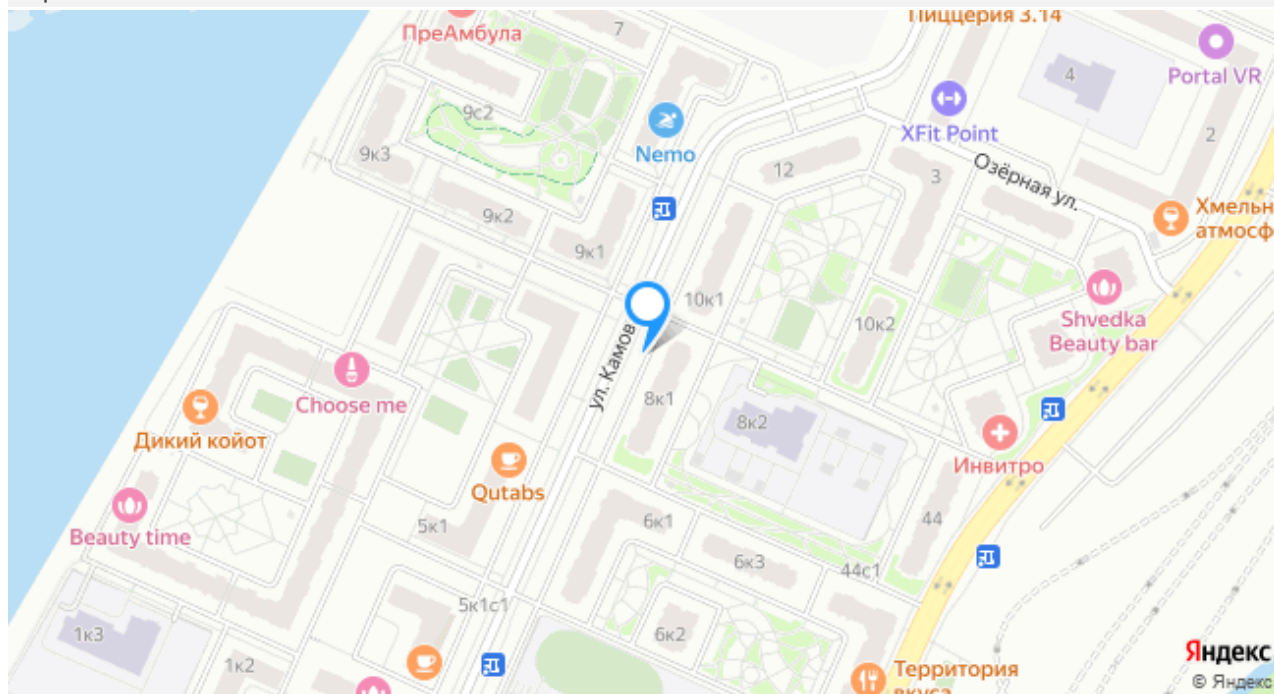 Пиццерия 3.14
ПреАмбула
7
4
Portal VR
9с2
XFit Point
2
Nemo
9к3
12
3
Озёрная ул.
Хмельн
атмосф
9к2
9к1
10к1
10к2
Shvedka
Beauty bar
ул. Камов
Choose me
8к1
8к2
Дикий койот
Инвитро
Qutabs
5к1
6к1
44
Beauty time
6к3
44с1
5к1с1
1к3
6к2
1к2
Территория
вкуса
Яндекс
© Яндекс